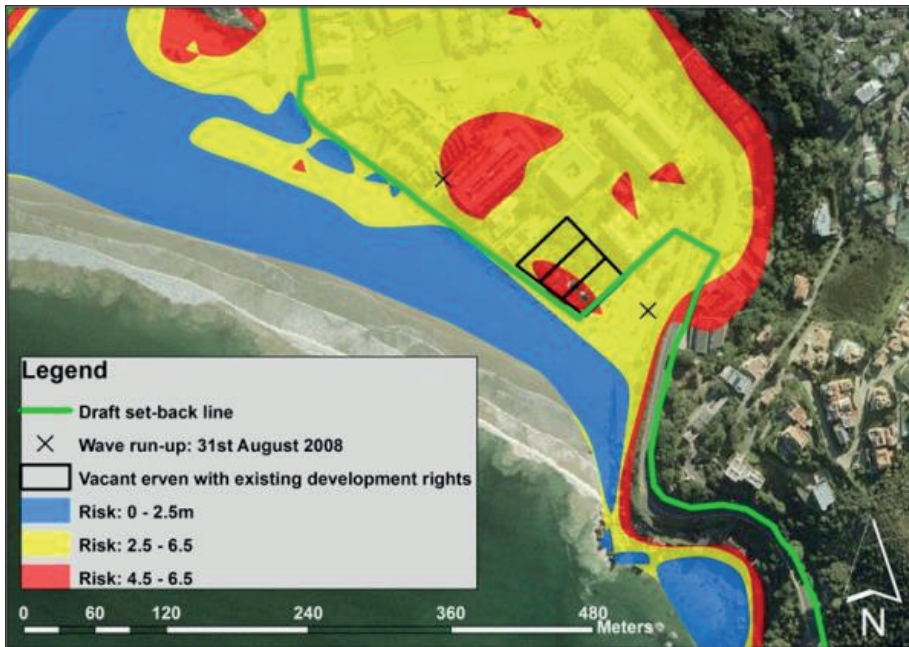 Legend
Draft set-back line
Wave run-up: 31st August 2008
Vacant erven with existing development rights
Risk: 0 - 2.5m
Risk: 2.5 - 6.5
Risk: 4.5 - 6.5
0 60 120 240 360 480
Meters
N